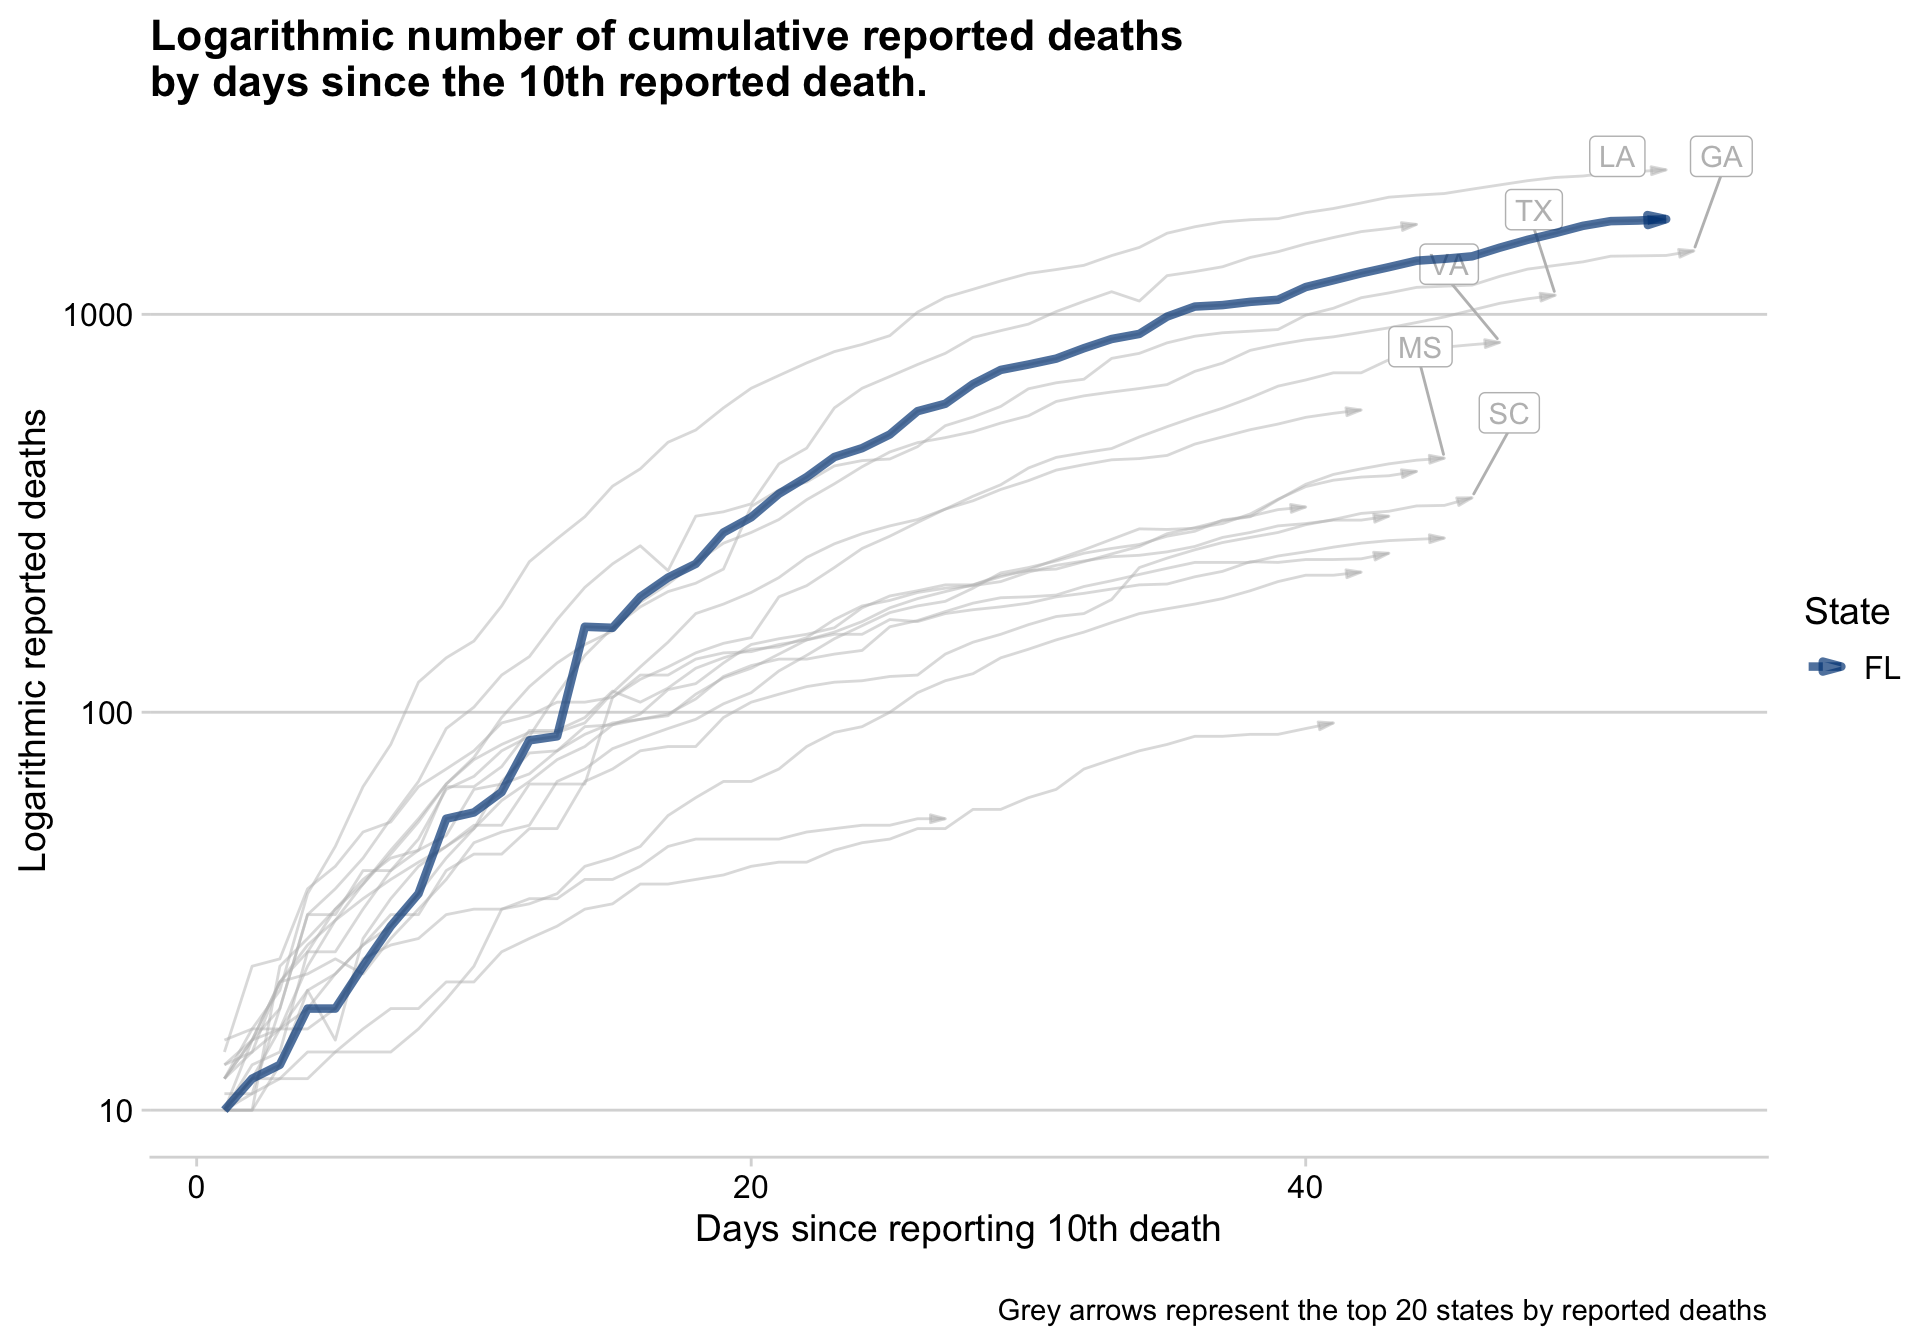 Logarithmic number of cumulative reported deaths
by days since the 10th reported death.
LA
GA
TX
VA
MS
SC
1000
100
10
Logarithmic reported deaths
0
20
40
Days since reporting 10th death
State
FL
Grey arrows represent the top 20 states by reported deaths